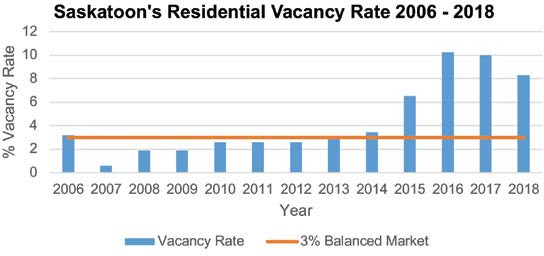 Saskatoon's Residential Vacancy Rate 2006 - 2018
12
10
8
6
4
2
0
% Vacancy Rate
2006 2007 2008 2009 2010 2011 2012 2013 2014 2015 2016 2017 2018
Year
Vacancy Rate 3% Balanced Market